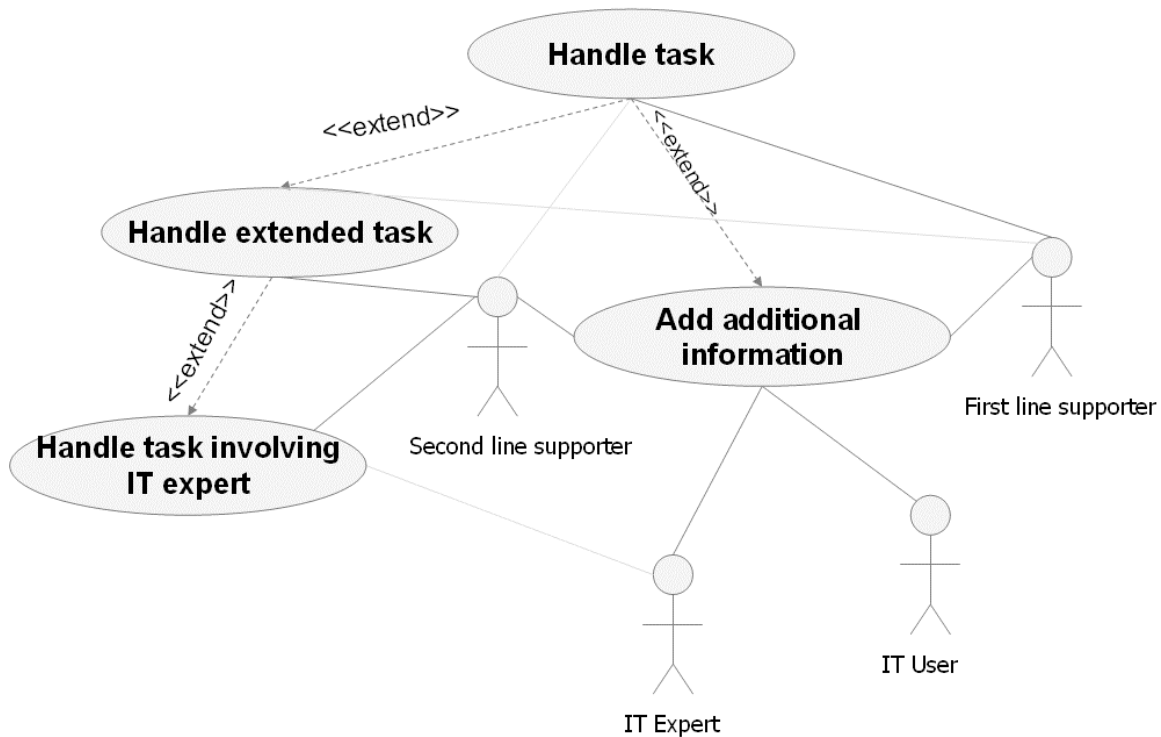 Handle task
<<extend>>
<<extend>>
Handle extended task
<<extend>>
Add additional
information
First line supporter
Second line supporter
Handle task involving
IT expert
IT User
IT Expert